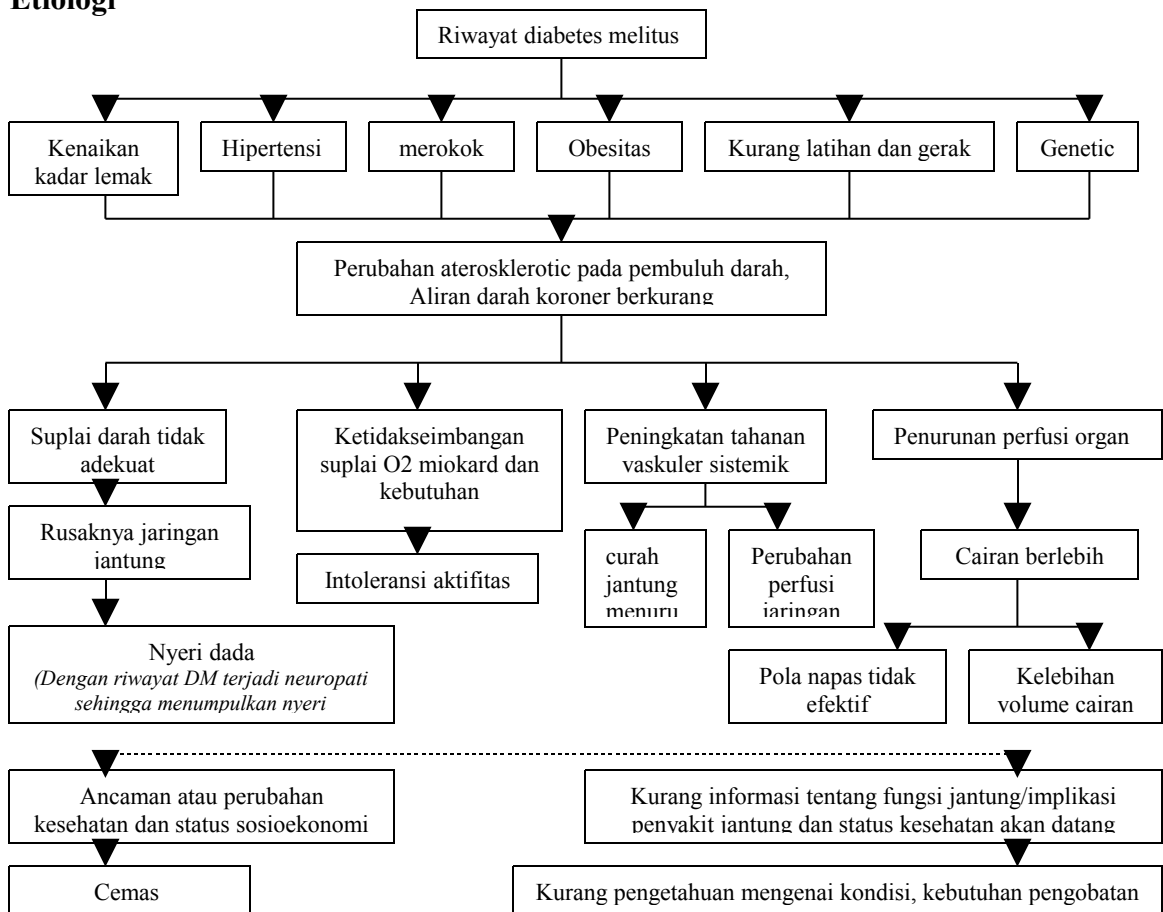 Etiologi
Riwayat diabetes melitus
Kenaikan
kadar lemak
Hipertensi
merokok
Obesitas
Kurang latihan dan gerak
Genetic
Perubahan aterosklerotic pada pembuluh darah,
Aliran darah koroner berkurang
Suplai darah tidak
adekuat
Ketidakseimbangan
suplai O2 miokard dan
kebutuhan
Peningkatan tahanan
vaskuler sistemik
Penurunan perfusi organ
Rusaknya jaringan
jantung
Intoleransi aktifitas
curah
jantung
menuru
Perubahan
perfusi
jaringan
Cairan berlebih
Nyeri dada
(Dengan riwayat DM terjadi neuropati
sehingga menumpulkan nyeri
Pola napas tidak
efektif
Kelebihan
volume cairan
Ancaman atau perubahan
kesehatan dan status sosioekonomi
Kurang informasi tentang fungsi jantung/implikasi
penyakit jantung dan status kesehatan akan datang
Cemas
Kurang pengetahuan mengenai kondisi, kebutuhan pengobatan